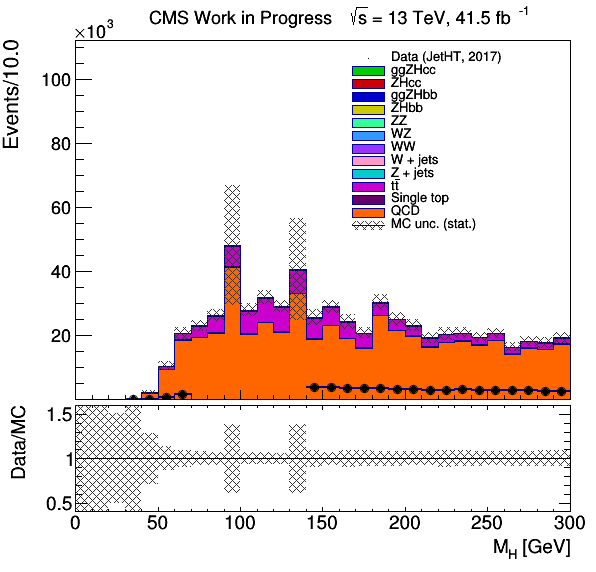 CMS Work in Progress √s = 13 TeV, 41.5 fb⁻¹
×10³
Events/10.0
100
80
60
40
20
Data (JetHT, 2017)
ggZHcc
ZHcc
ggZHbb
ZHbb
ZZ
WZ
WW
W + jets
Z + jets
tt̄
Single top
QCD
MC unc. (stat.)
Data/MC
1.5
1
0.5
0 50 100 150 200 250 300
M_H [GeV]